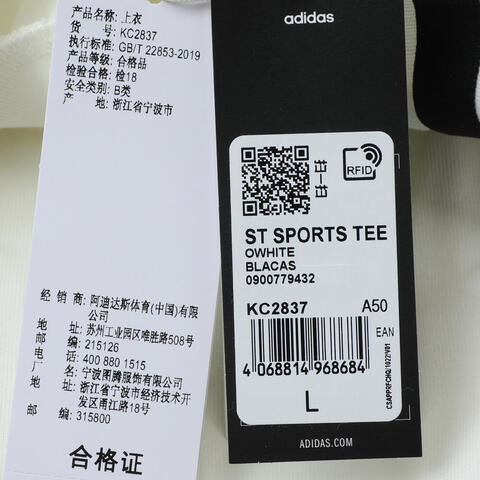 产品名称: 上衣
货　　号: KC2837
执行标准: GB/T 22853-2019
产品等级: 合格品
检验合格: 检18
安全类别: B类
产　　地: 浙江省宁波市
经 销 商: 阿迪达斯体育(中国)有限公司
地　　址: 苏州工业园区唯胜路508号
邮　　编: 215126
电　　话: 400 880 1515
厂　　名: 宁波图腾服饰有限公司
地　　址: 浙江省宁波市经济技术开发区甬江路18号
邮　　编: 315800
合格证
adidas
RFID
ST SPORTS TEE
OWHITE
BLACAS
0900779432
KC2837 A50
EAN
4 068814 968684
L
ADIDAS.COM